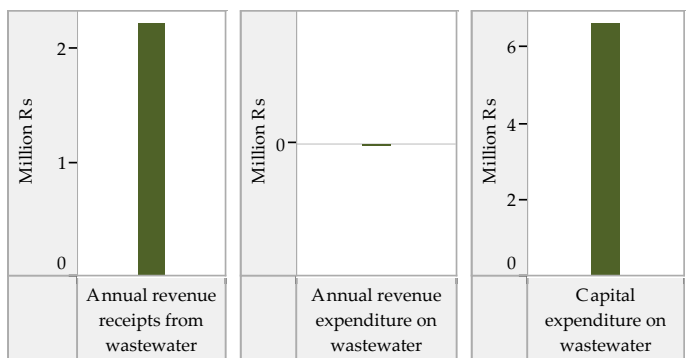 Million Rs
2
1
0
Annual revenue
receipts from
wastewater
Million Rs
0
Annual revenue
expenditure on
wastewater
Million Rs
6
4
2
0
Capital
expenditure on
wastewater